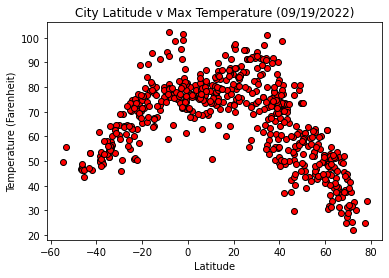 City Latitude v Max Temperature (09/19/2022)
100
90
80
70
60
50
40
30
20
Temperature (Farenheit)
−60 −40 −20 0 20 40 60 80
Latitude